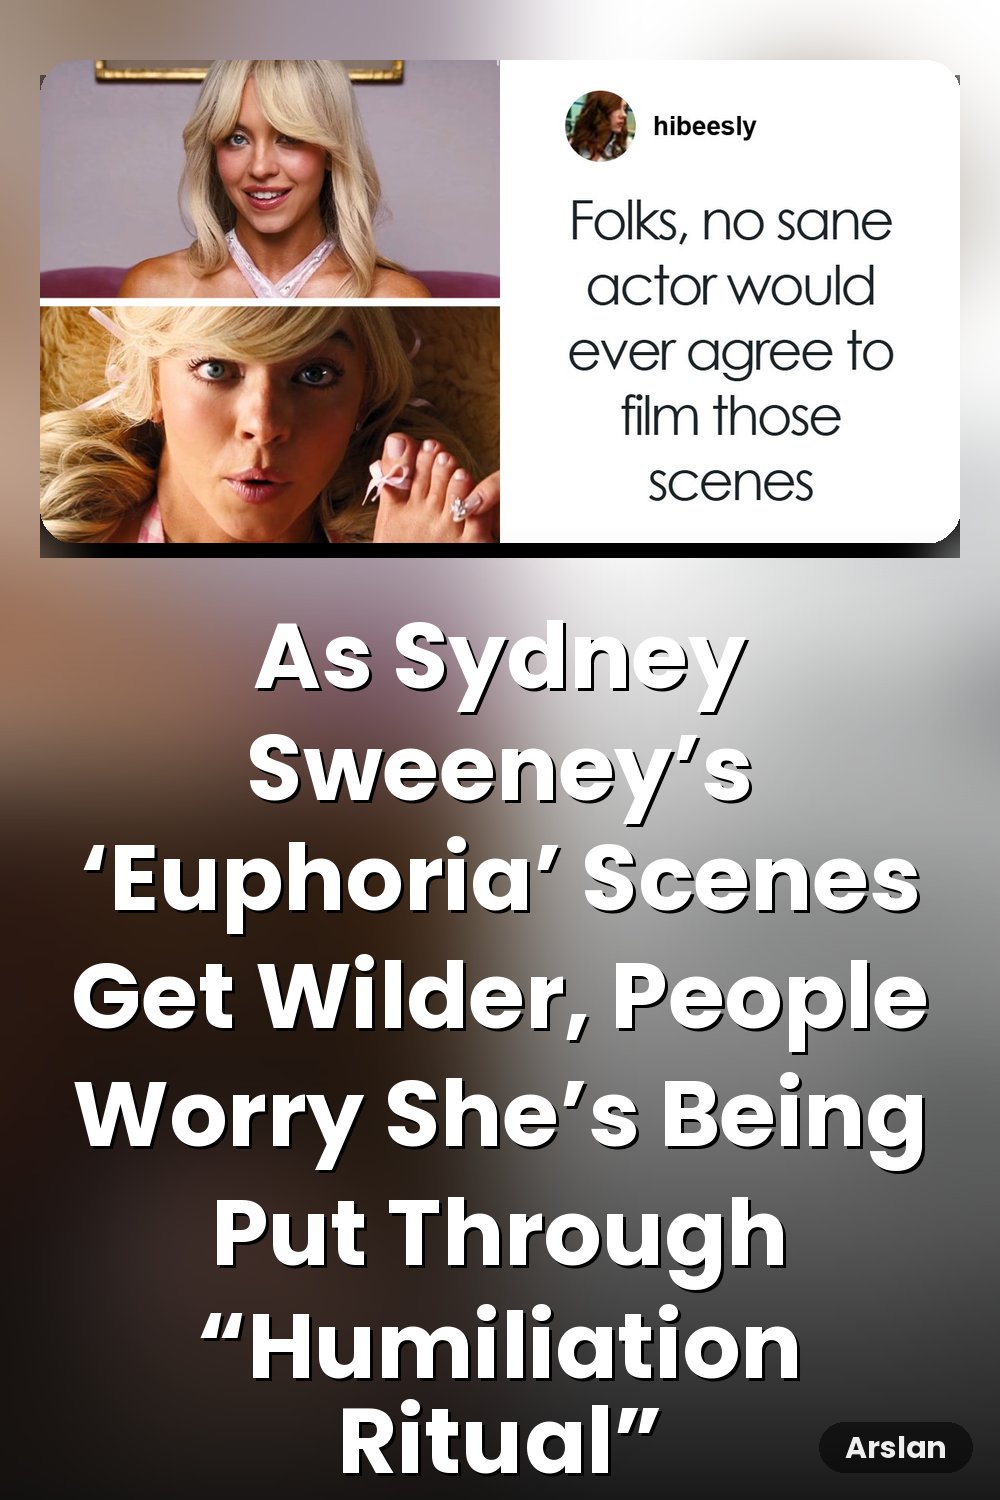 hibeesly
Folks, no sane
actor would
ever agree to
film those
scenes
As Sydney
Sweeney’s
‘Euphoria’ Scenes
Get Wilder, People
Worry She’s Being
Put Through
“Humiliation
Ritual”
Arslan